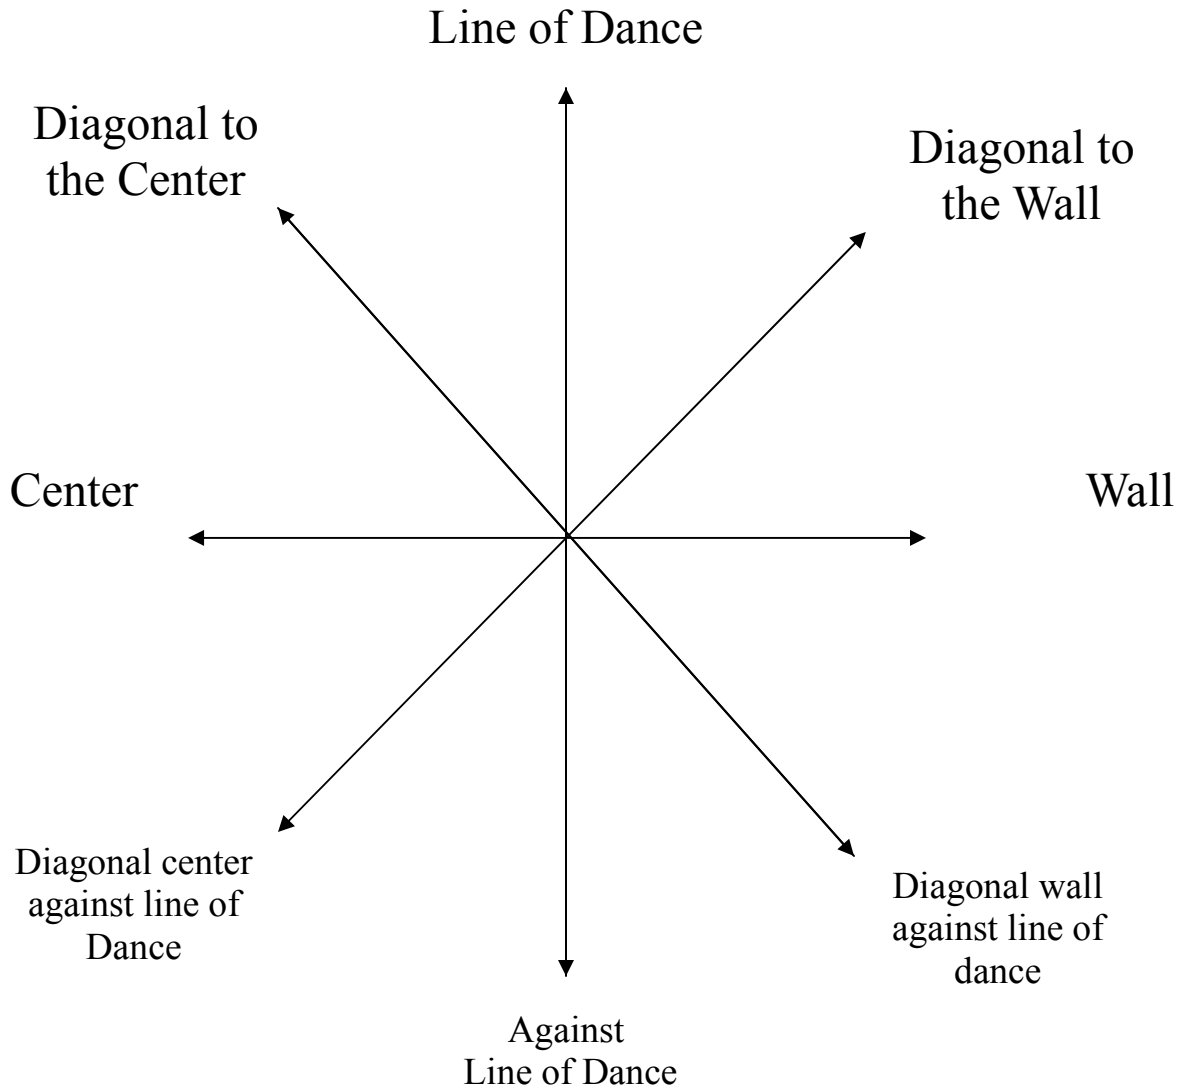 Line of Dance
Diagonal to
the Center
Diagonal to
the Wall
Center
Wall
Diagonal center
against line of
Dance
Diagonal wall
against line of
dance
Against
Line of Dance